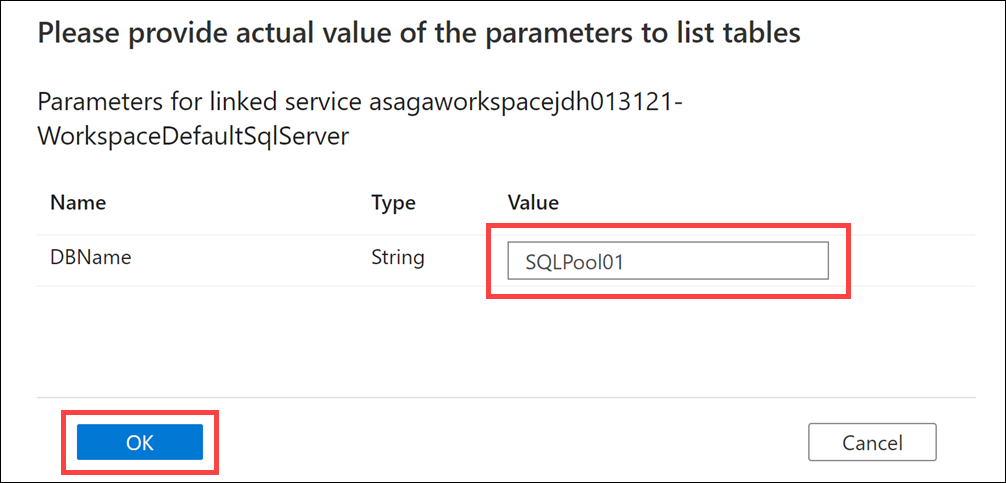 Please provide actual value of the parameters to list tables
Parameters for linked service asagaworkspacejdh013121-
WorkspaceDefaultSqlServer
Name Type Value
DBName String SQLPool01
OK Cancel